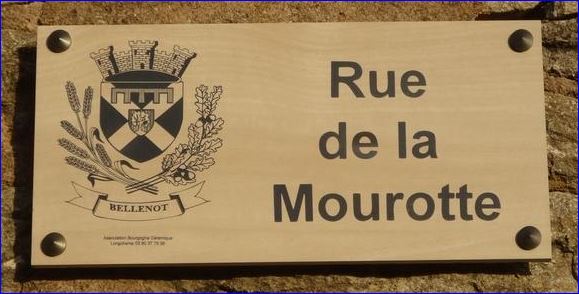 Rue
de la
Mourotte
BELLENOT
Association Bourgogne Céramique